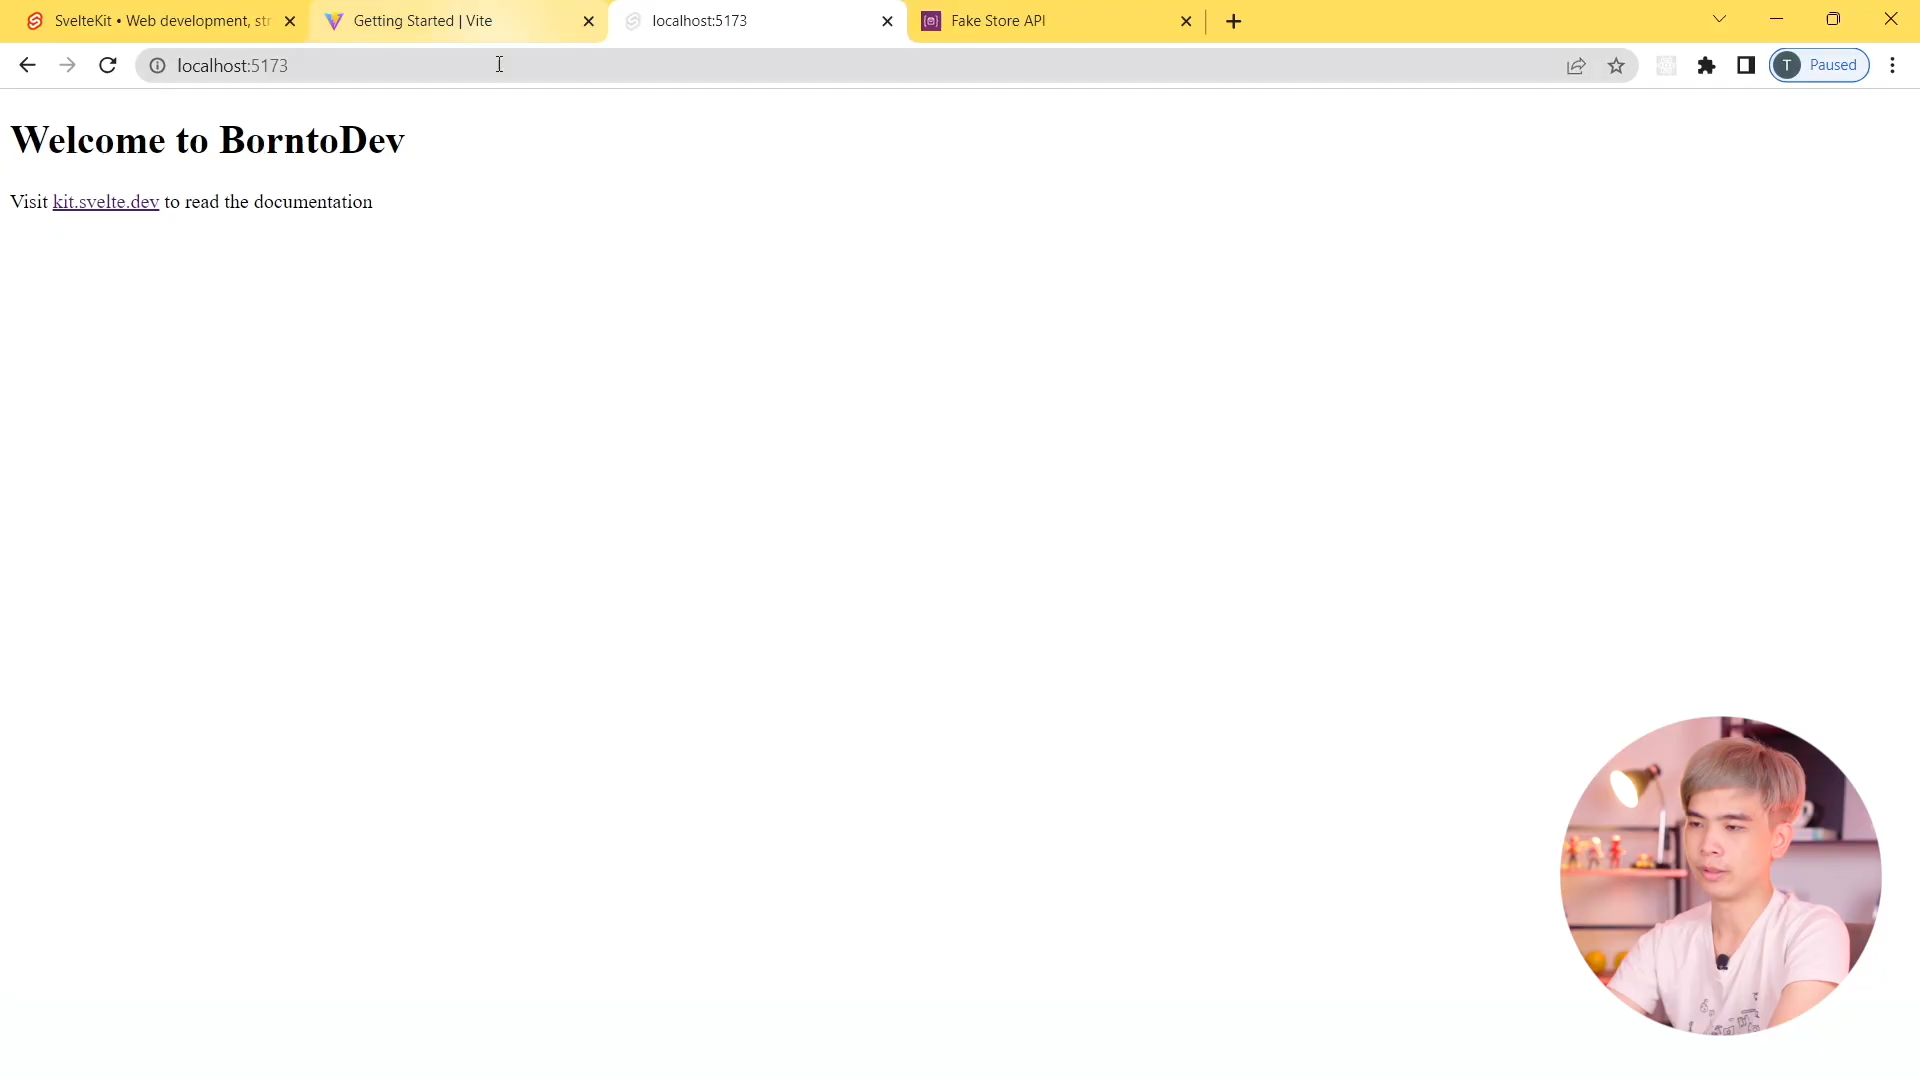 SvelteKit • Web development, str
Getting Started | Vite
localhost:5173
Fake Store API
localhost:5173
T
Paused
Welcome to BorntoDev
Visit kit.svelte.dev to read the documentation